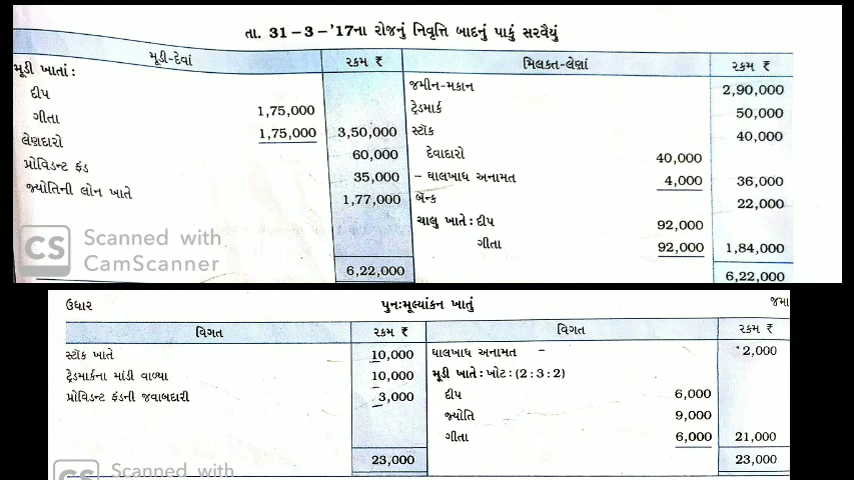 તા. 31 – 3 – '17ના રોજનું નિવૃત્તિ બાદનું પાકું સરવૈયું
મૂડી-દેવાં રકમ ₹ મિલકત-લેણાં રકમ ₹
મૂડી ખાતાં : જમીન-મકાન 2,90,000
દીપ 1,75,000 ટ્રેડમાર્ક 50,000
ગીતા 1,75,000 3,50,000 સ્ટૉક 40,000
લેણદારો 60,000 દેવાદારો 40,000
પ્રોવિડન્ટ ફંડ 35,000 – ઘાલખાધ અનામત 4,000 36,000
જ્યોતિની લોન ખાતે 1,77,000 બૅન્ક 22,000
ચાલુ ખાતે : દીપ 92,000
ગીતા 92,000 1,84,000
6,22,000 6,22,000
CS Scanned with
CamScanner
ઉધાર પુનઃમૂલ્યાંકન ખાતું જમા
વિગત રકમ ₹ વિગત રકમ ₹
સ્ટૉક ખાતે 10,000 ઘાલખાધ અનામત – 2,000
ટ્રેડમાર્કના માંડી વાળ્યા 10,000 મૂડી ખાતે : ખોટ : (2 : 3 : 2)
પ્રોવિડન્ટ ફંડની જવાબદારી 3,000 દીપ 6,000
જ્યોતિ 9,000
ગીતા 6,000 21,000
23,000 23,000
CS Scanned with